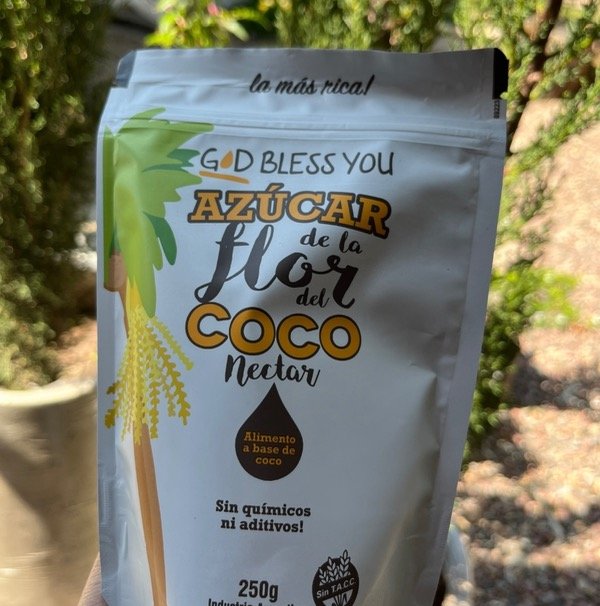 la más rica!
GOD BLESS YOU
AZÚCAR
de la
flor
del
COCO
Nectar
Alimento
a base de
coco
Sin químicos
ni aditivos!
250g
Sin T.A.C.C.
Industria